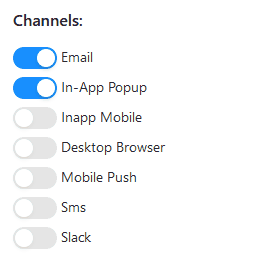 Channels:
Email
In-App Popup
Inapp Mobile
Desktop Browser
Mobile Push
Sms
Slack